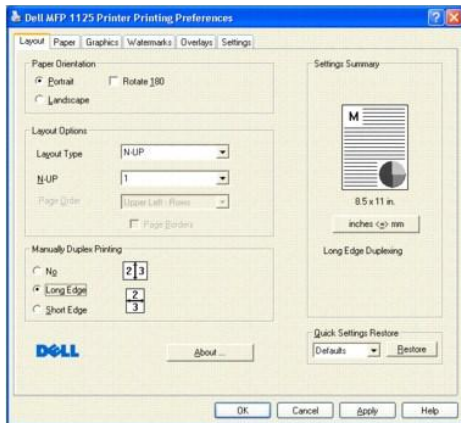 Dell MFP 1125 Printer Printing Preferences
Layout Paper Graphics Watermarks Overlays Settings
Paper Orientation
Portrait
Rotate 180
Landscape
Layout Options
Layout Type
N-UP
N-UP
1
Page Order
Upper Left - Rows
Page Borders
Manually Duplex Printing
No
2 3
Long Edge
2
3
Short Edge
DELL
About ...
Settings Summary
M
8.5 x 11 in.
inches <=> mm
Long Edge Duplexing
Quick Settings Restore
Defaults
Restore
OK Cancel Apply Help